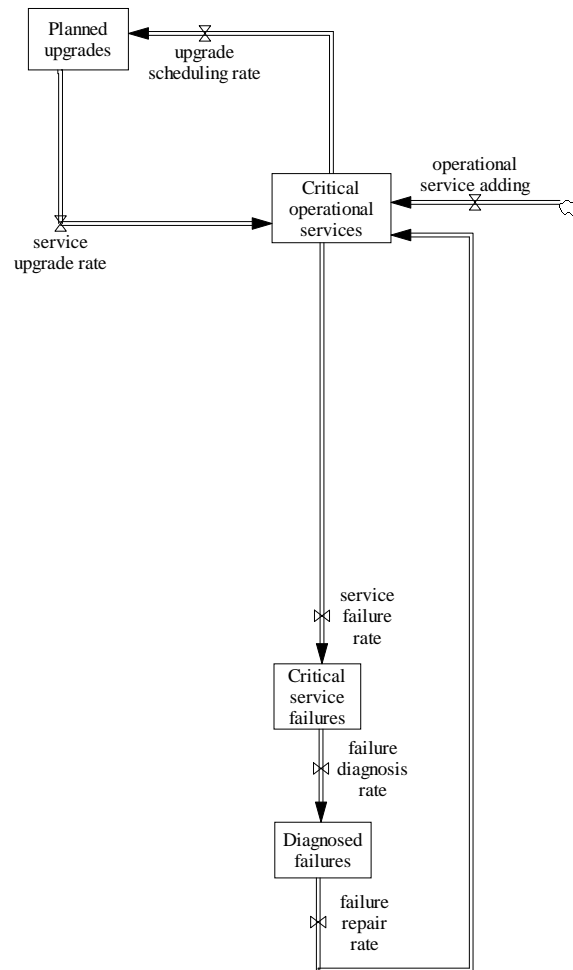 Planned
upgrades
upgrade
scheduling rate
operational
service adding
Critical
operational
services
service
upgrade rate
service
failure
rate
Critical
service
failures
failure
diagnosis
rate
Diagnosed
failures
failure
repair
rate